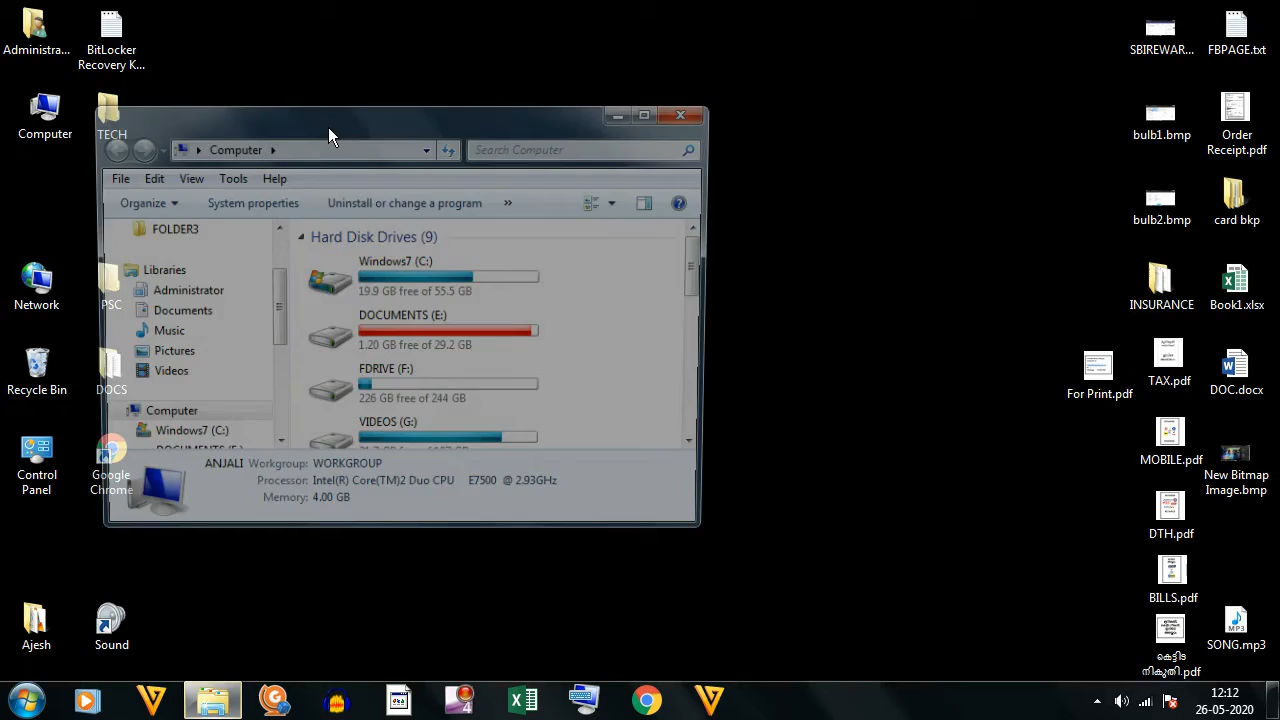 Administra...
BitLocker
Recovery K...
SBIREWAR...
FBPAGE.txt
Computer
TECH
bulb1.bmp
Order
Receipt.pdf
Computer
Search Computer
File Edit View Tools Help
Organize System properties Uninstall or change a program »
FOLDER3
Libraries
Administrator
Documents
Music
Pictures
Videos
Computer
Windows7 (C:)
DOCUMENTS (E:)
Hard Disk Drives (9)
Windows7 (C:)
19.9 GB free of 55.5 GB
DOCUMENTS (E:)
1.20 GB free of 29.2 GB
FDRIVE (F:)
226 GB free of 244 GB
VIDEOS (G:)
ANJALI Workgroup: WORKGROUP
Processor: Intel(R) Core(TM)2 Duo CPU E7500 @ 2.93GHz
Memory: 4.00 GB
bulb2.bmp
card bkp
Network
PSC
INSURANCE
Book1.xlsx
Recycle Bin
DOCS
For Print.pdf
TAX.pdf
DOC.docx
Control
Panel
Google
Chrome
MOBILE.pdf
New Bitmap
Image.bmp
DTH.pdf
BILLS.pdf
Ajesh
Sound
കെട്ടിട
നികുതി.pdf
MP3
SONG.mp3
4
12:12
26-05-2020